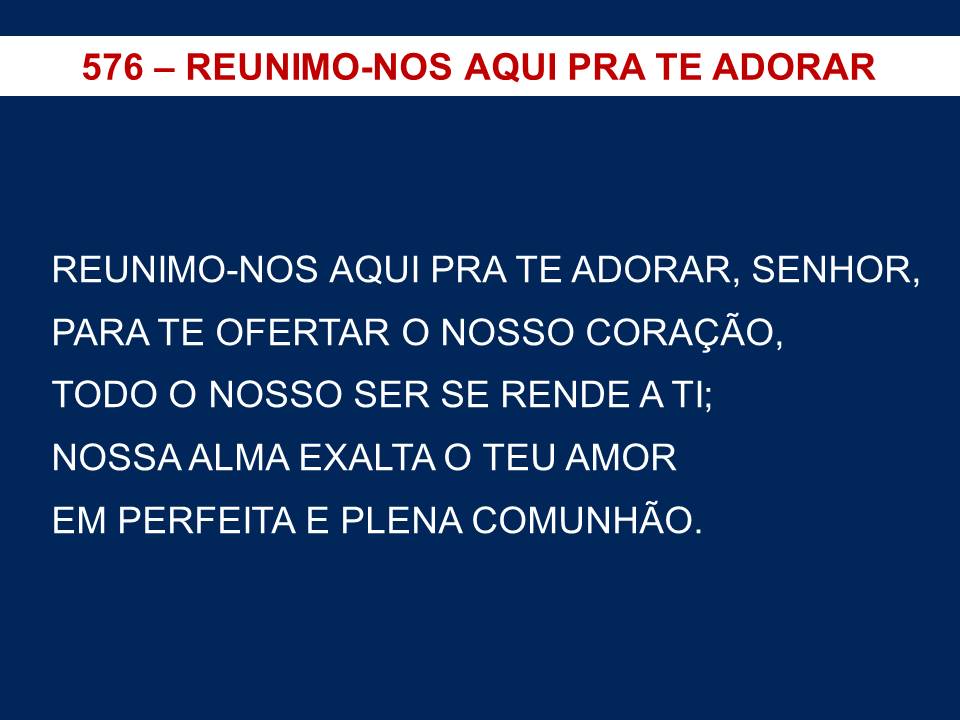 576 – REUNIMO-NOS AQUI PRA TE ADORAR
REUNIMO-NOS AQUI PRA TE ADORAR, SENHOR,
PARA TE OFERTAR O NOSSO CORAÇÃO,
TODO O NOSSO SER SE RENDE A TI;
NOSSA ALMA EXALTA O TEU AMOR
EM PERFEITA E PLENA COMUNHÃO.